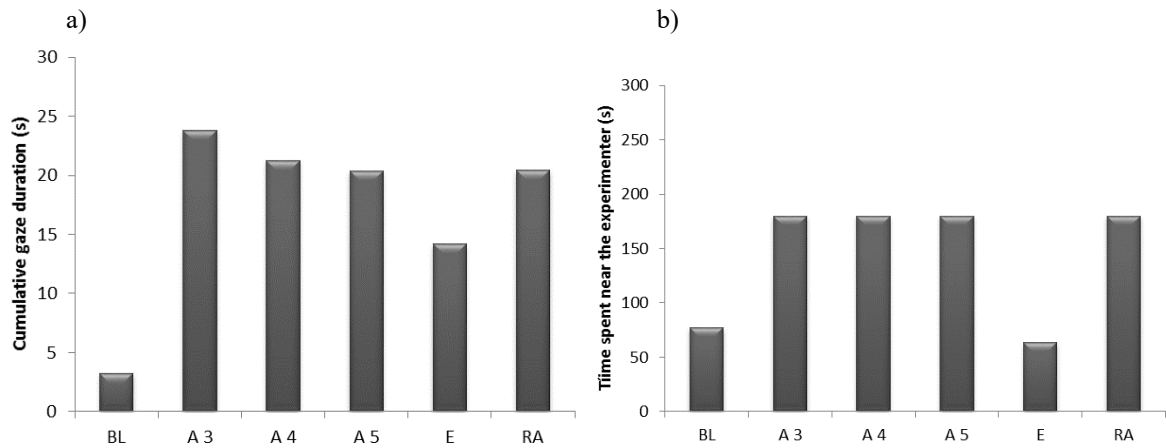 a)
Cumulative gaze duration (s)
30
25
20
15
10
5
0
BL A 3 A 4 A 5 E RA
b)
Tíime spent near the experimenter (s)
300
250
200
150
100
50
0
BL A 3 A 4 A 5 E RA